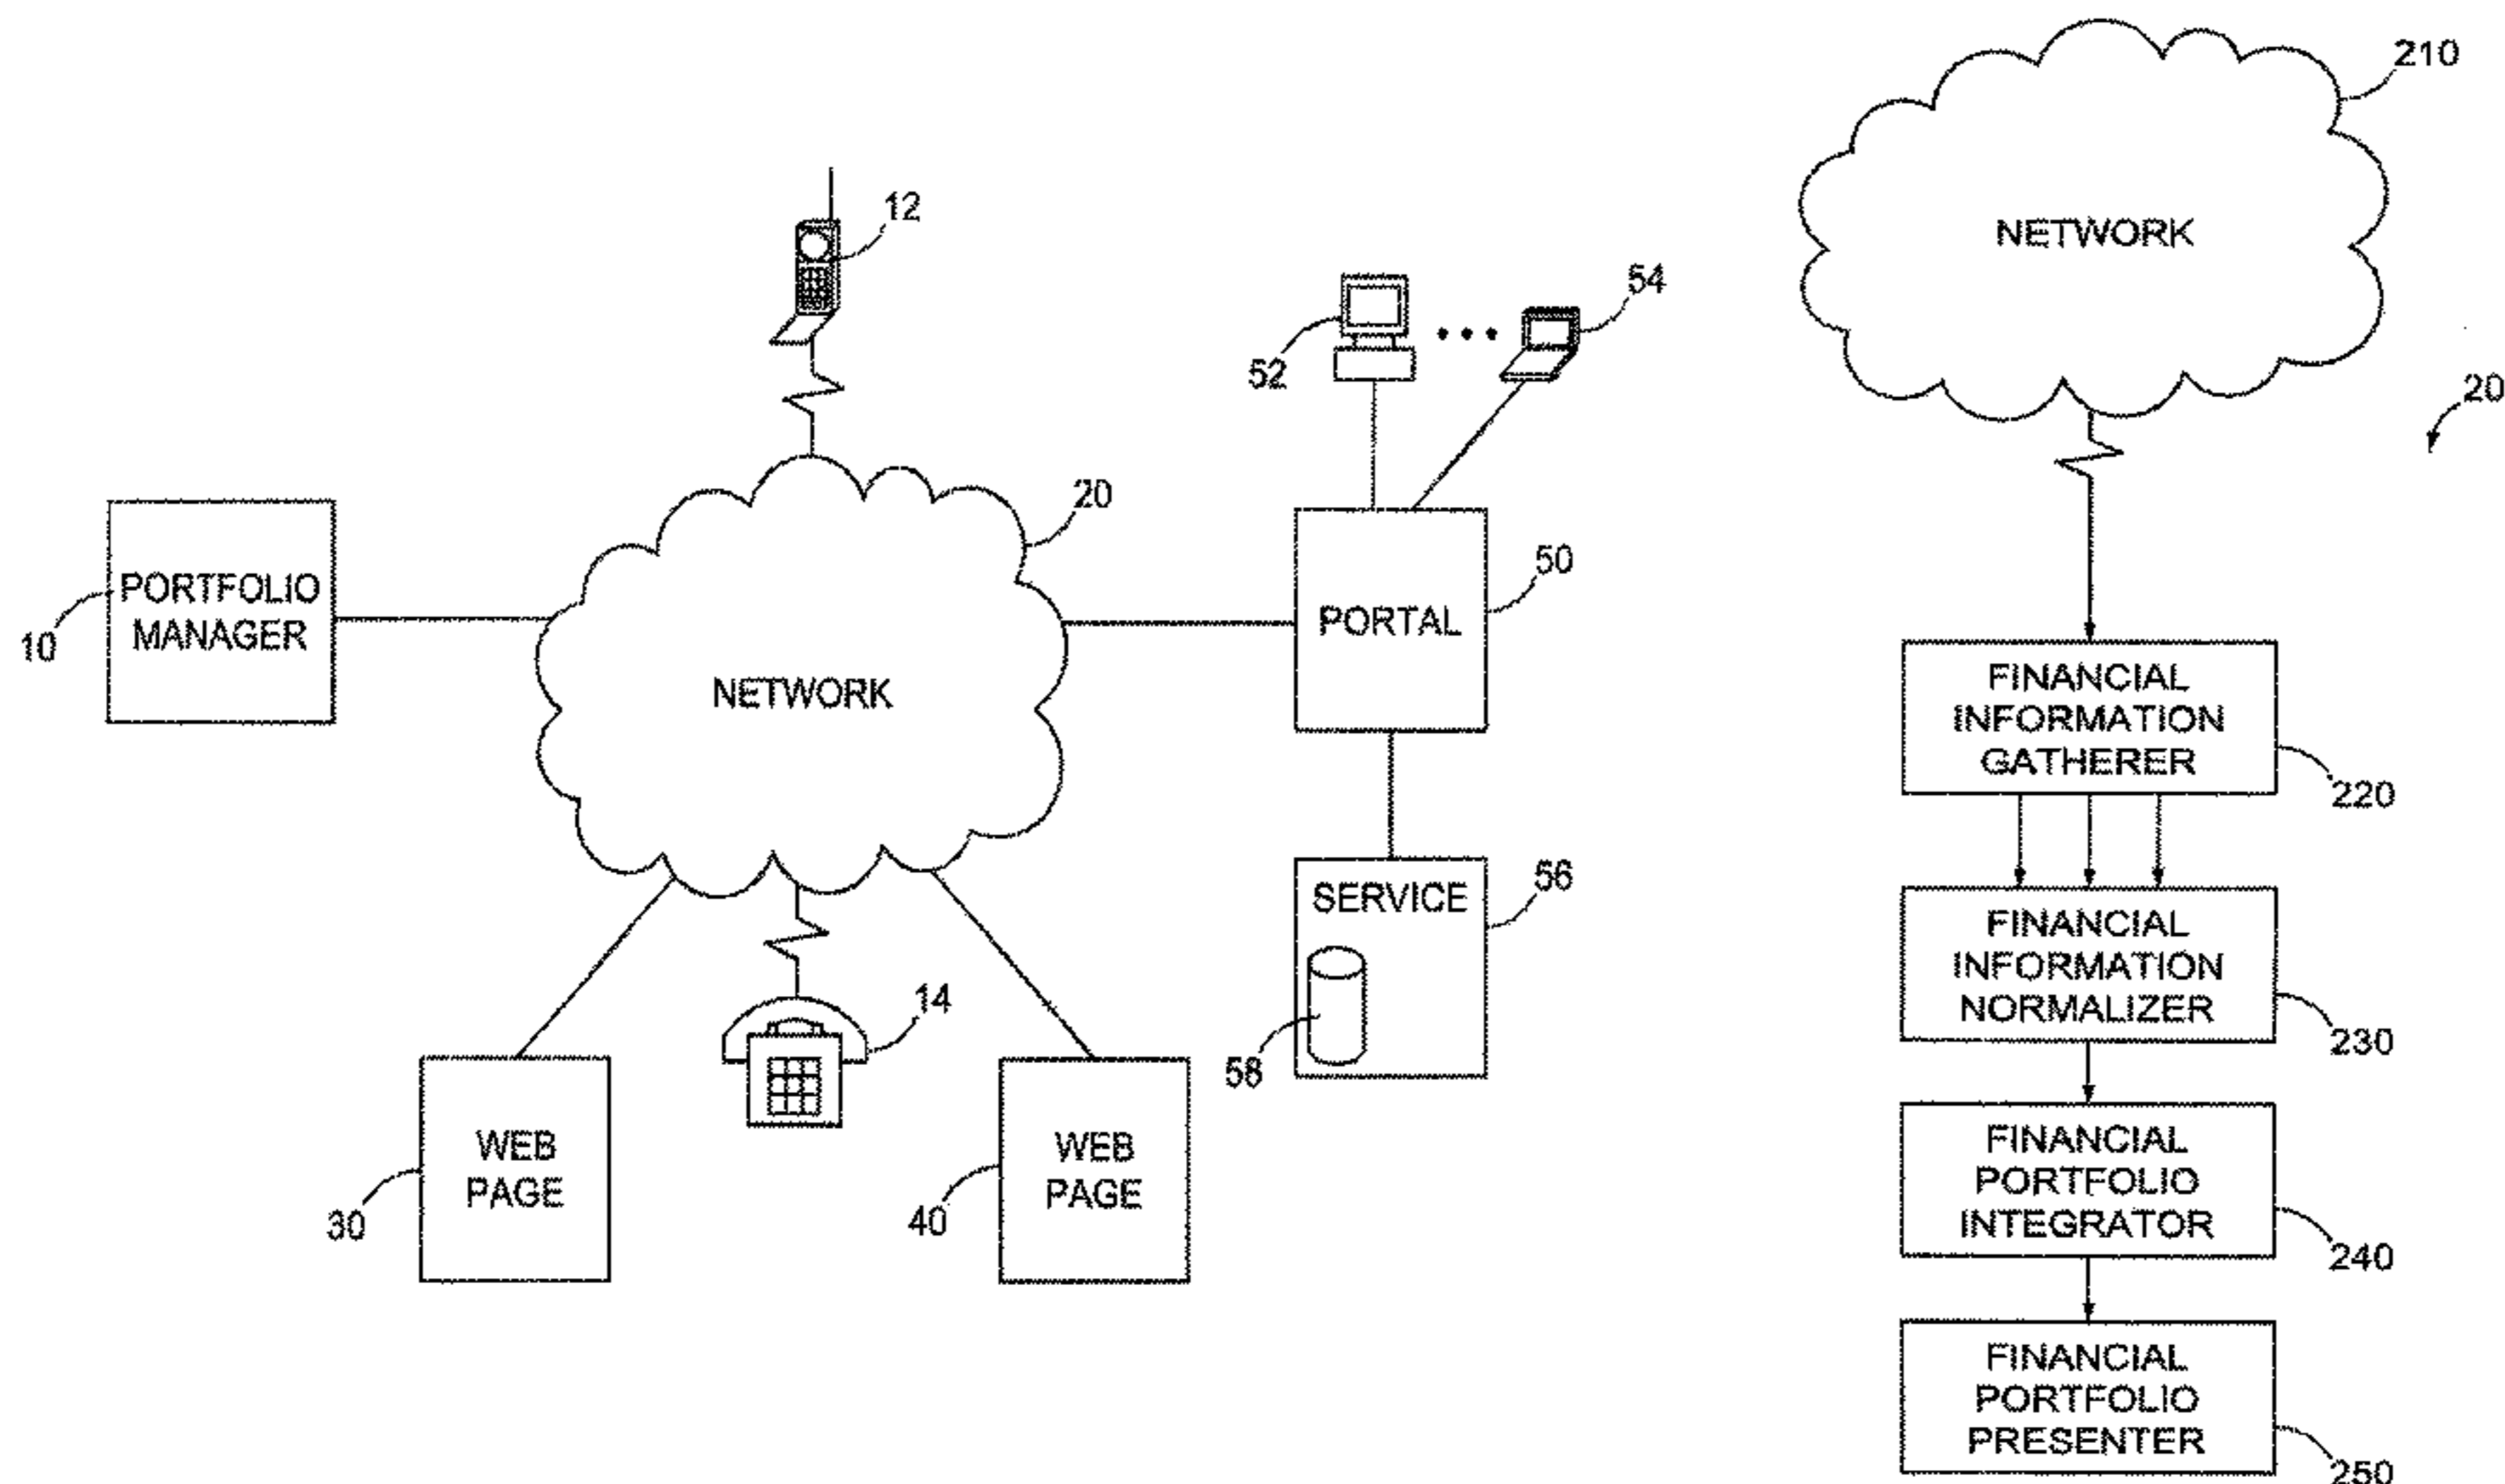 12
20
PORTFOLIO
MANAGER
10
NETWORK
52
54
PORTAL
50
SERVICE
56
58
14
WEB
PAGE
30
WEB
PAGE
40
210
NETWORK
20
FINANCIAL
INFORMATION
GATHERER
220
FINANCIAL
INFORMATION
NORMALIZER
230
FINANCIAL
PORTFOLIO
INTEGRATOR
240
FINANCIAL
PORTFOLIO
PRESENTER
250